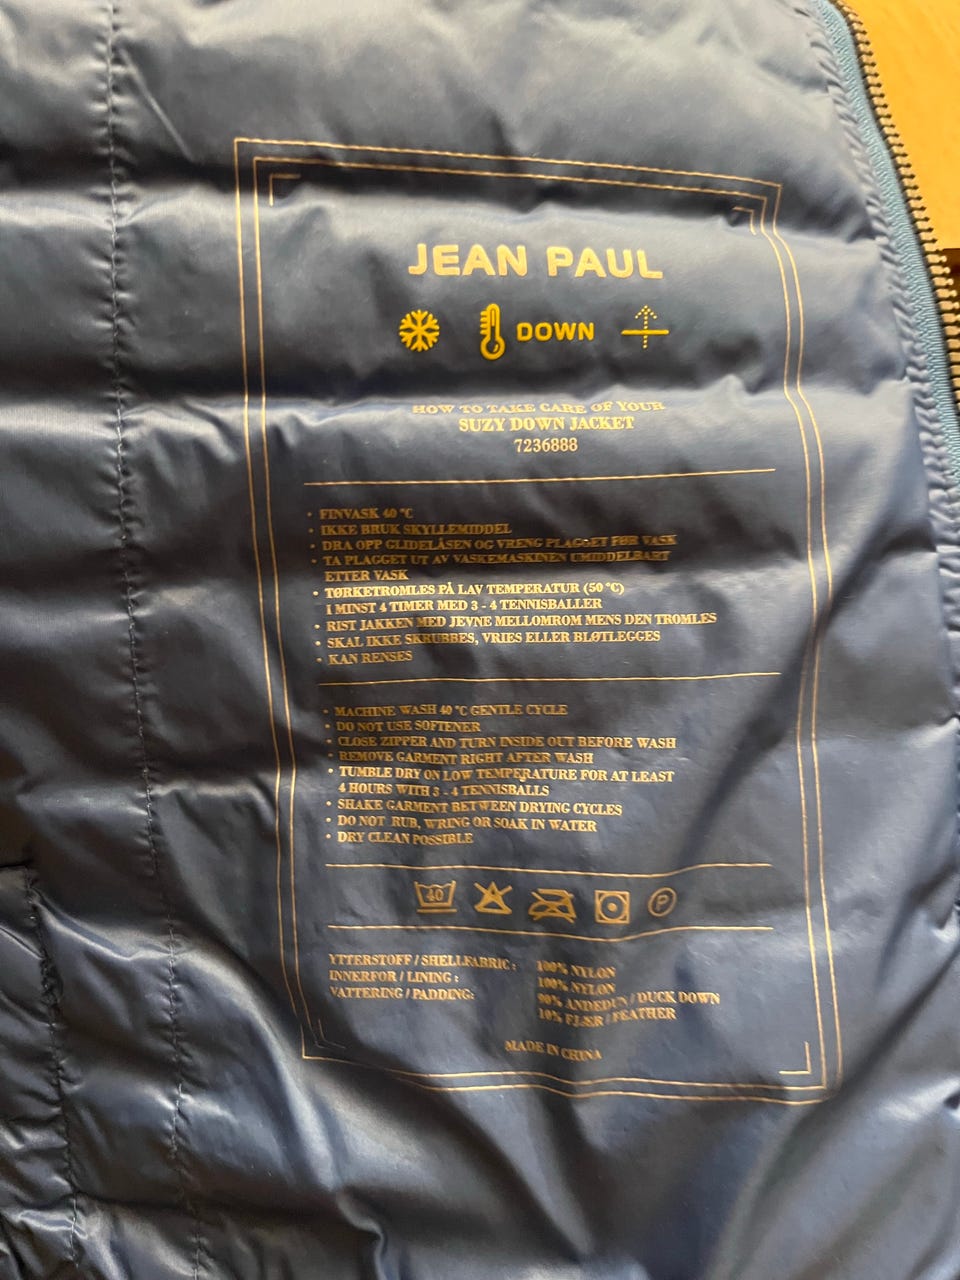 JEAN PAUL
DOWN
HOW TO TAKE CARE OF YOUR
SUZY DOWN JACKET
7236888
• FINVASK 40 °C
• IKKE BRUK SKYLLEMIDDEL
• DRA OPP GLIDELÅSEN OG VRENG PLAGGET FØR VASK
• TA PLAGGET UT AV VASKEMASKINEN UMIDDELBART
ETTER VASK
• TØRKETROMLES PÅ LAV TEMPERATUR (50 °C)
I MINST 4 TIMER MED 3 - 4 TENNISBALLER
• RIST JAKKEN MED JEVNE MELLOMROM MENS DEN TROMLES
• SKAL IKKE SKRUBBES, VRIES ELLER BLØTLEGGES
• KAN RENSES
• MACHINE WASH 40 °C GENTLE CYCLE
• DO NOT USE SOFTENER
• CLOSE ZIPPER AND TURN INSIDE OUT BEFORE WASH
• REMOVE GARMENT RIGHT AFTER WASH
• TUMBLE DRY ON LOW TEMPERATURE FOR AT LEAST
4 HOURS WITH 3 - 4 TENNISBALLS
• SHAKE GARMENT BETWEEN DRYING CYCLES
• DO NOT RUB, WRING OR SOAK IN WATER
• DRY CLEAN POSSIBLE
40 P
YTTERSTOFF / SHELLFABRIC : 100% NYLON
INNERFOR / LINING : 100% NYLON
VATTERING / PADDING: 90% ANDEDUN / DUCK DOWN
10% FJÆR / FEATHER
MADE IN CHINA